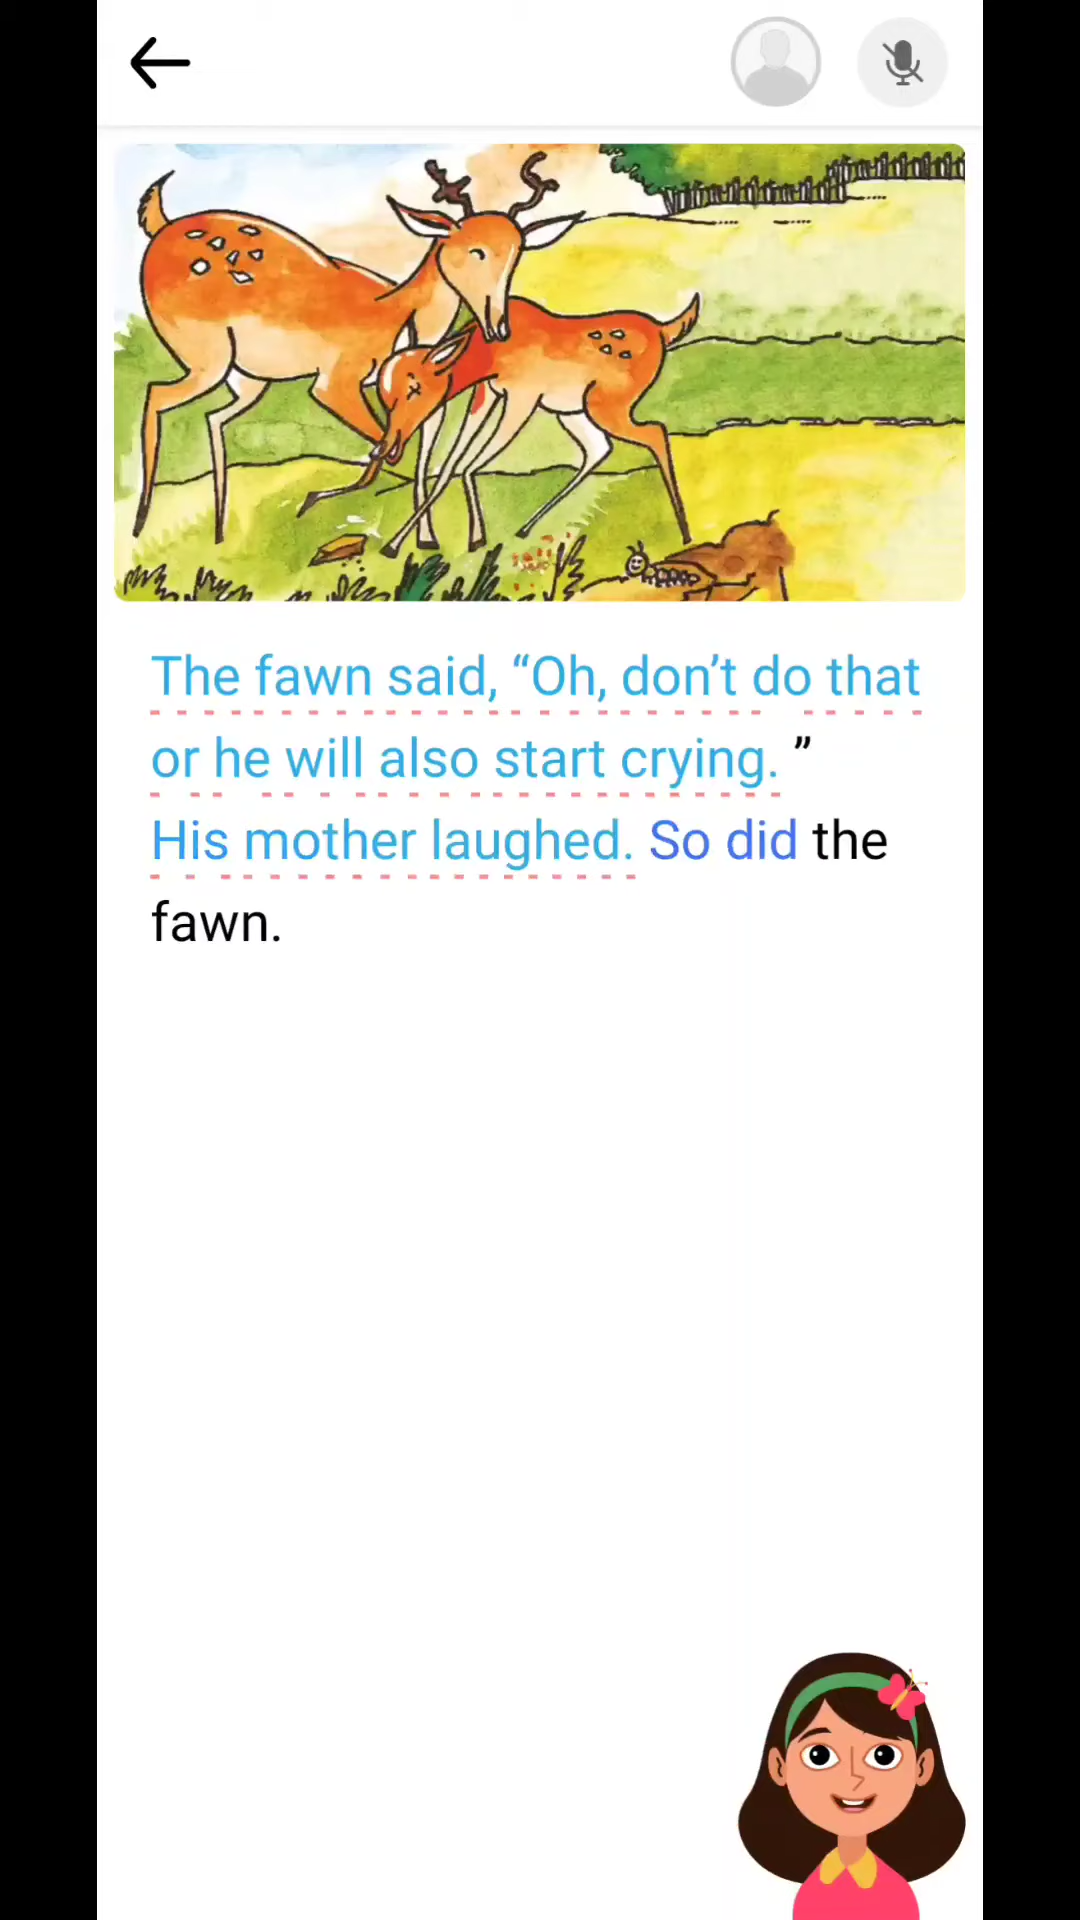 The fawn said, “Oh, don’t do that
or he will also start crying. ”
His mother laughed. So did the
fawn.